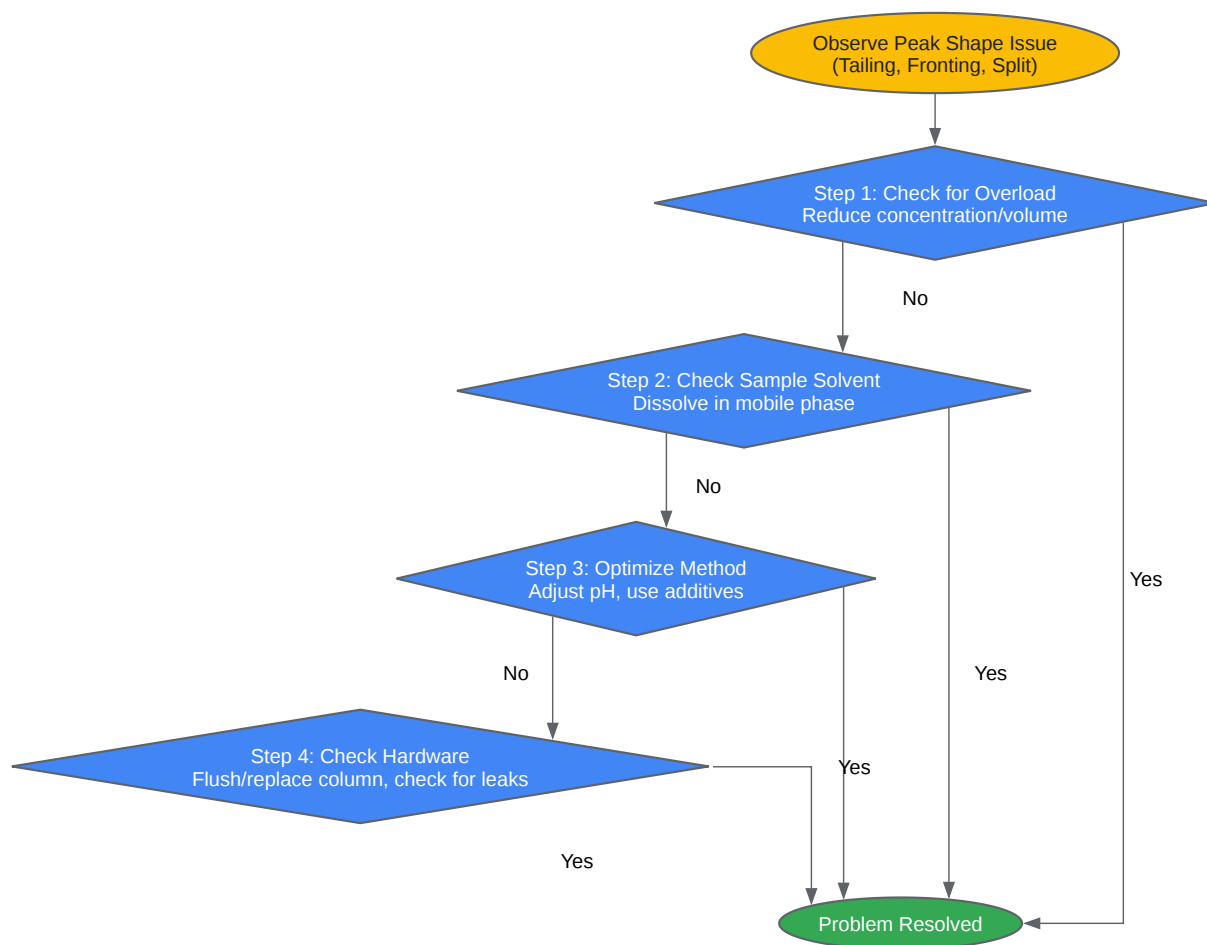 Observe Peak Shape Issue
(Tailing, Fronting, Split)
Step 1: Check for Overload
Reduce concentration/volume
No
Step 2: Check Sample Solvent
Dissolve in mobile phase
No
Step 3: Optimize Method
Adjust pH, use additives
Yes
No
Yes
Step 4: Check Hardware
Flush/replace column, check for leaks
Yes
Yes
Problem Resolved